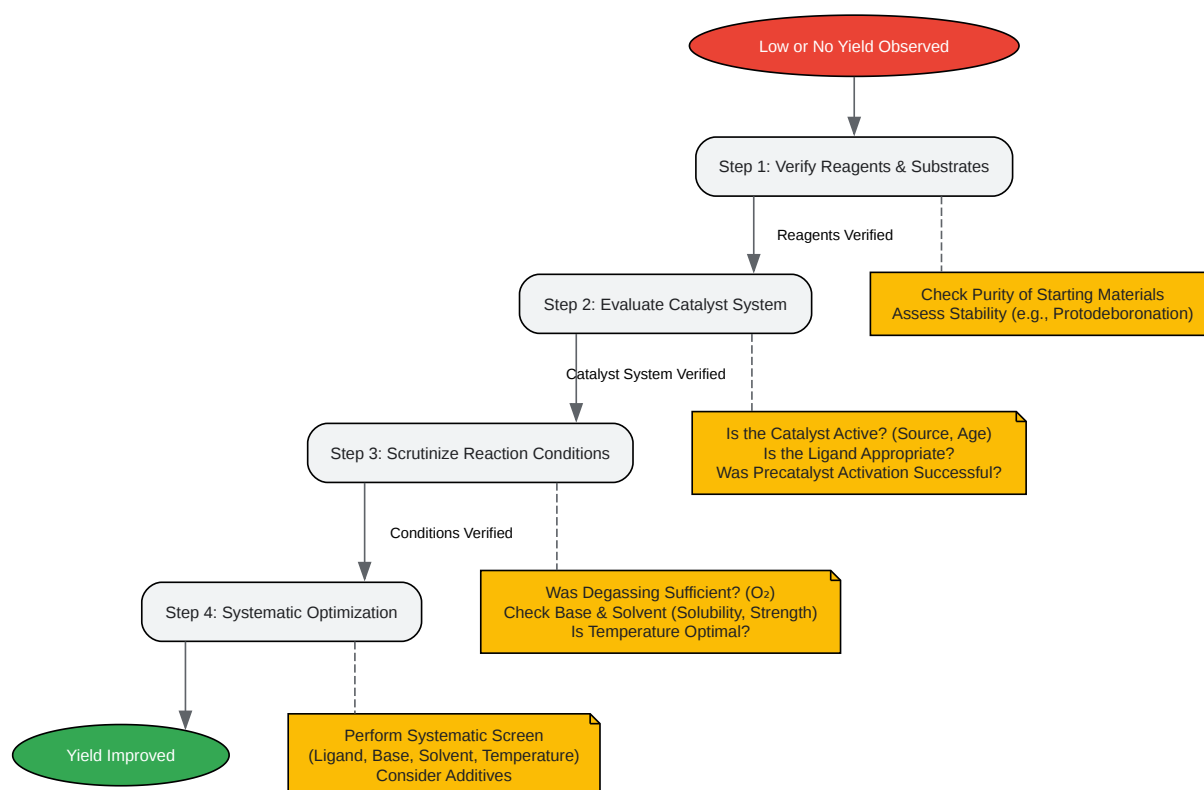 Low or No Yield Observed
Step 1: Verify Reagents & Substrates
Reagents Verified
Check Purity of Starting Materials
Assess Stability (e.g., Protodeboronation)
Step 2: Evaluate Catalyst System
Catalyst System Verified
Is the Catalyst Active? (Source, Age)
Is the Ligand Appropriate?
Was Precatalyst Activation Successful?
Step 3: Scrutinize Reaction Conditions
Conditions Verified
Was Degassing Sufficient? (O₂)
Check Base & Solvent (Solubility, Strength)
Is Temperature Optimal?
Step 4: Systematic Optimization
Perform Systematic Screen
(Ligand, Base, Solvent, Temperature)
Consider Additives
Yield Improved